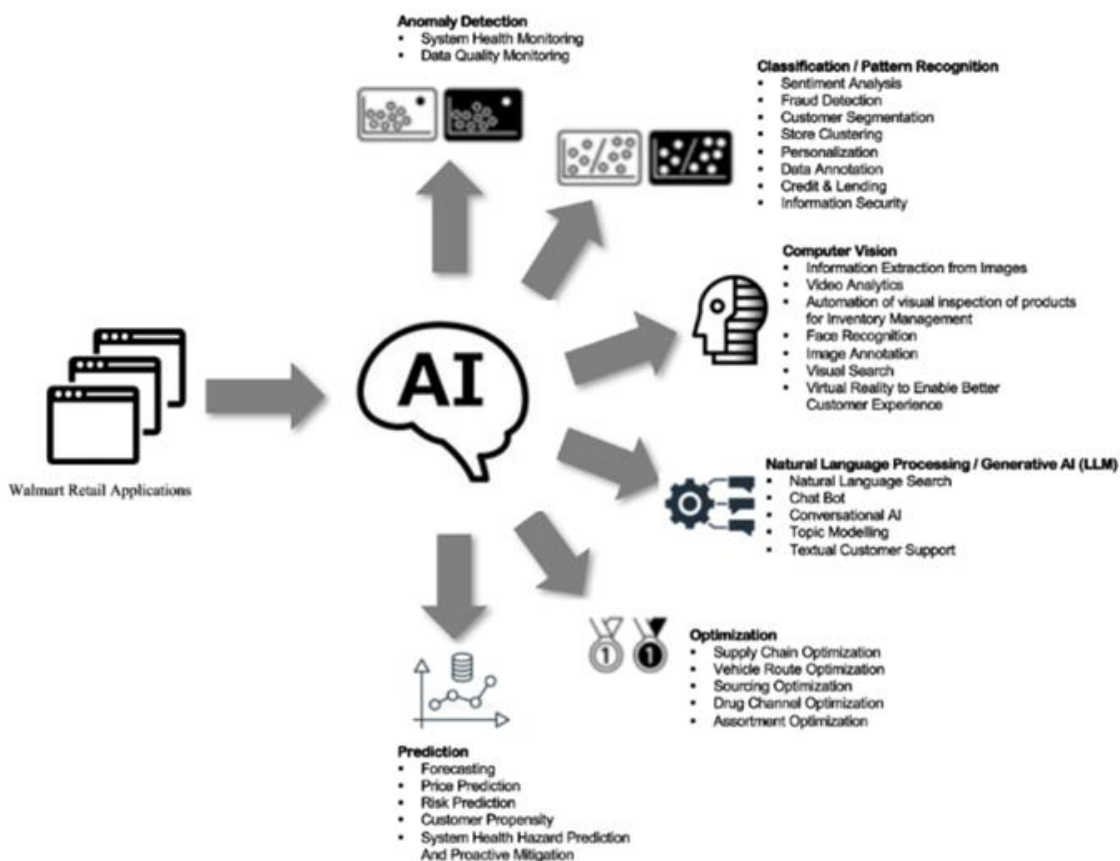 Anomaly Detection
▪ System Health Monitoring
▪ Data Quality Monitoring
Classification / Pattern Recognition
▪ Sentiment Analysis
▪ Fraud Detection
▪ Customer Segmentation
▪ Store Clustering
▪ Personalization
▪ Data Annotation
▪ Credit & Lending
▪ Information Security
Computer Vision
▪ Information Extraction from Images
▪ Video Analytics
▪ Automation of visual inspection of products
for Inventory Management
▪ Face Recognition
▪ Image Annotation
▪ Visual Search
▪ Virtual Reality to Enable Better
Customer Experience
AI
Walmart Retail Applications
Natural Language Processing / Generative AI (LLM)
▪ Natural Language Search
▪ Chat Bot
▪ Conversational AI
▪ Topic Modelling
▪ Textual Customer Support
1 1
Optimization
▪ Supply Chain Optimization
▪ Vehicle Route Optimization
▪ Sourcing Optimization
▪ Drug Channel Optimization
▪ Assortment Optimization
Prediction
▪ Forecasting
▪ Price Prediction
▪ Risk Prediction
▪ Customer Propensity
▪ System Health Hazard Prediction
And Proactive Mitigation